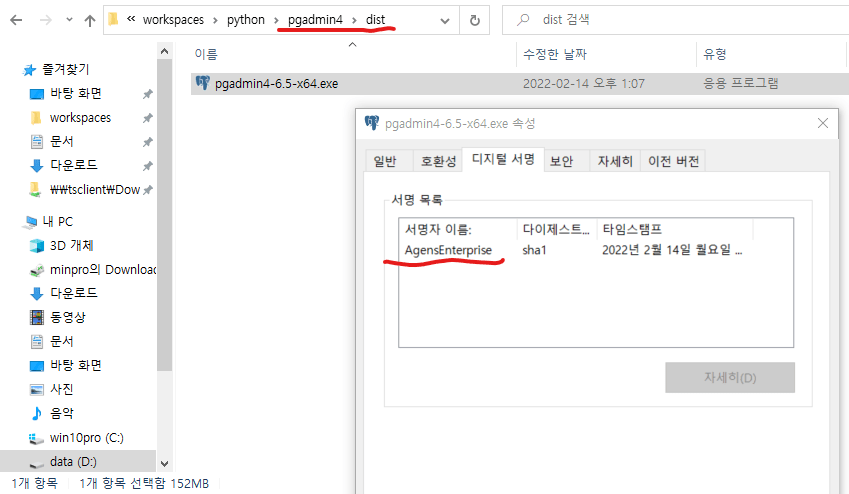 « workspaces › python › pgadmin4 › dist
dist 검색
이름 수정한 날짜 유형
pgadmin4-6.5-x64.exe 2022-02-14 오후 1:07 응용 프로그램
즐겨찾기
바탕 화면
workspaces
문서
다운로드
₩₩tsclient₩Dow
내 PC
3D 개체
minpro의 Downloac
다운로드
동영상
문서
바탕 화면
사진
음악
win10pro (C:)
data (D:)
pgadmin4-6.5-x64.exe 속성
일반 호환성 디지털 서명 보안 자세히 이전 버전
서명 목록
서명자 이름: 다이제스트... 타임스탬프
AgensEnterprise sha1 2022년 2월 14일 월요일 ...
자세히(D)
1개 항목 1개 항목 선택함 152MB